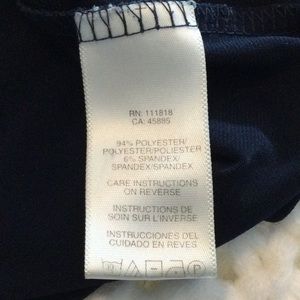 RN: 111818
CA: 45885
94% POLYESTER/
POLYESTER/POLIESTER
6% SPANDEX/
SPANDEX/SPANDEX
CARE INSTRUCTIONS
ON REVERSE
INSTRUCTIONS DE
SOIN SUR L'INVERSE
INSTRUCCIONES DEL
CUIDADO EN REVES